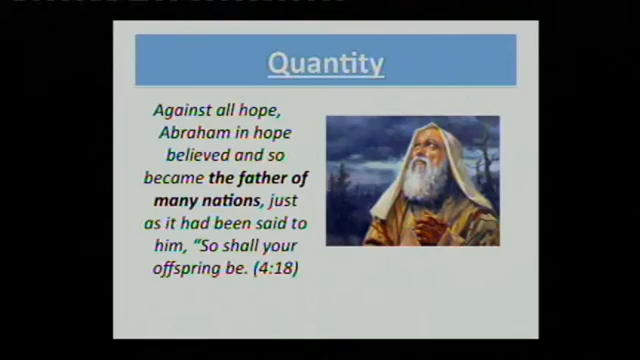 Quantity
Against all hope,
Abraham in hope
believed and so
became the father of
many nations, just
as it had been said to
him, “So shall your
offspring be. (4:18)